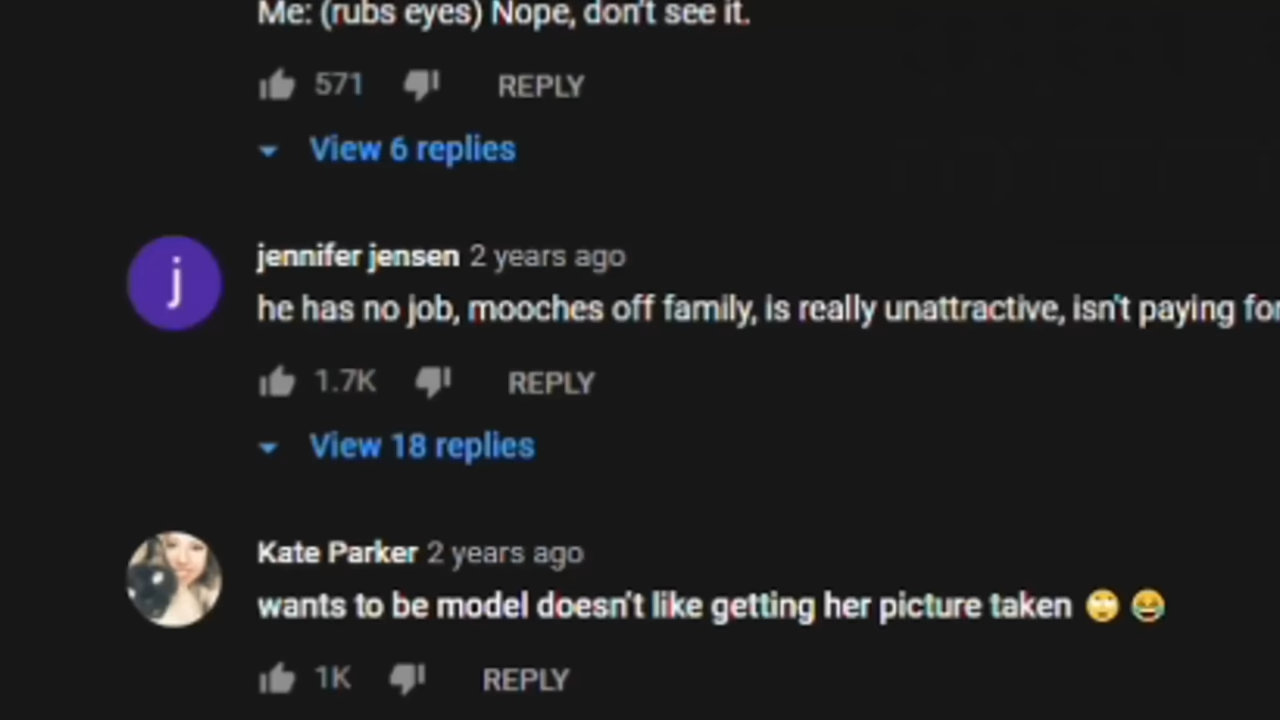 Me: (rubs eyes) Nope, don't see it.
571 REPLY
View 6 replies
j
jennifer jensen 2 years ago
he has no job, mooches off family, is really unattractive, isn't paying for
1.7K REPLY
View 18 replies
Kate Parker 2 years ago
wants to be model doesn't like getting her picture taken 🙄 😂
1K REPLY